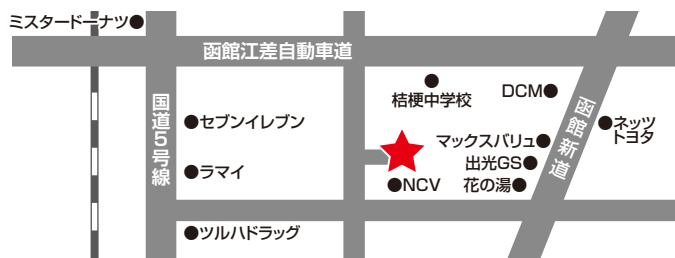 ミスタードーナツ●
函館江差自動車道
国道5号線
●セブンイレブン
●ラマイ
●ツルハドラッグ
●
桔梗中学校
DCM●
函館新道
●ネッツ
トヨタ
マックスバリュ●
出光GS●
●NCV
花の湯●